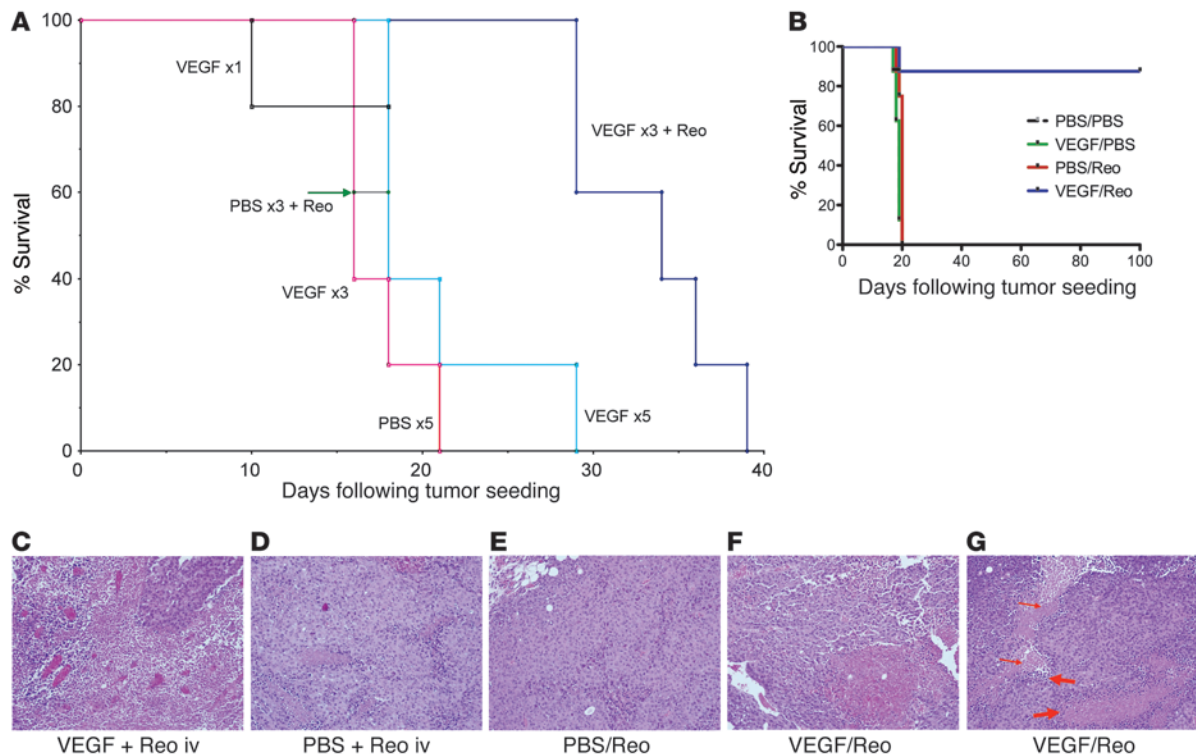 A
B
% Survival
100
80
60
40
20
0
0
10
20
30
40
Days following tumor seeding
VEGF x1
PBS x3 + Reo
VEGF x3
PBS x5
VEGF x5
VEGF x3 + Reo
% Survival
100
80
60
40
20
0
0
20
40
60
80
100
Days following tumor seeding
PBS/PBS
VEGF/PBS
PBS/Reo
VEGF/Reo
C
D
E
F
G
VEGF + Reo iv
PBS + Reo iv
PBS/Reo
VEGF/Reo
VEGF/Reo